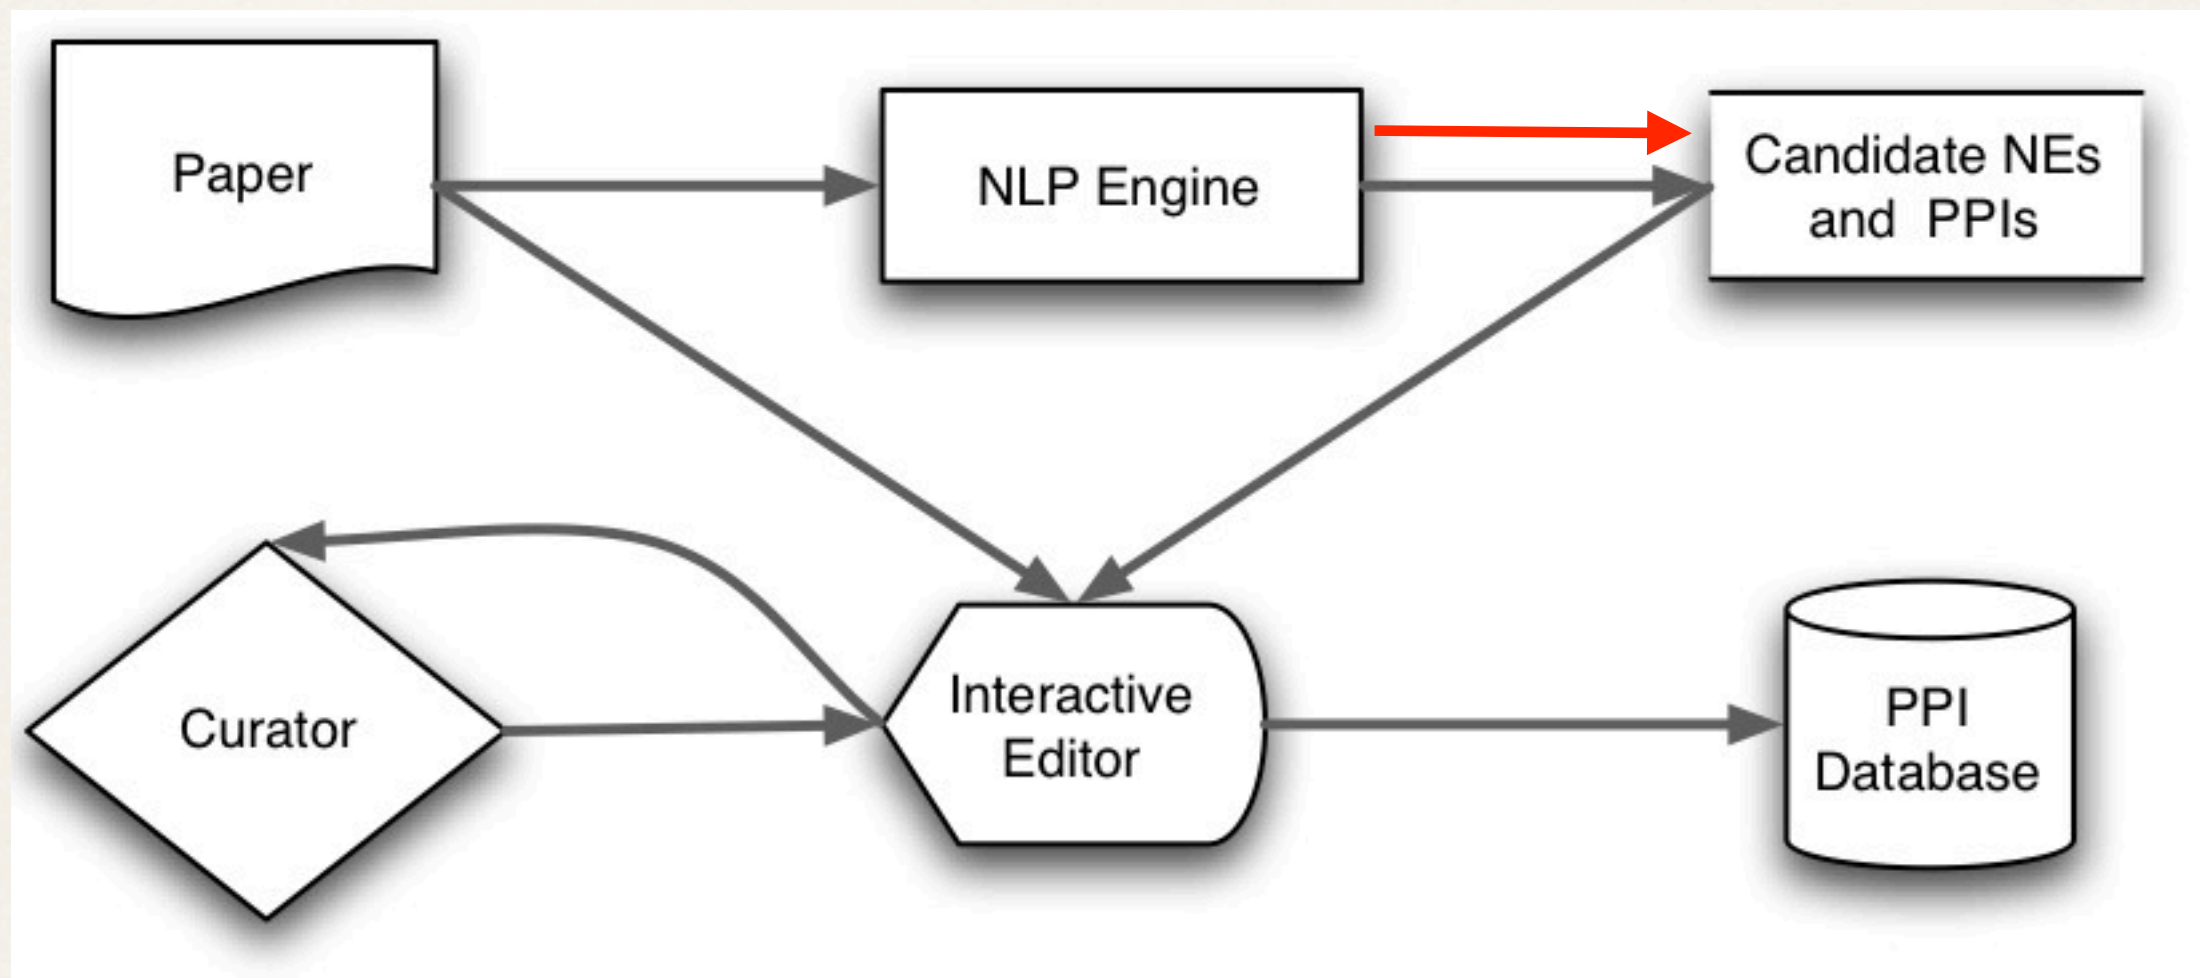 Paper
NLP Engine
Candidate NEs
and PPIs
Curator
Interactive
Editor
PPI
Database